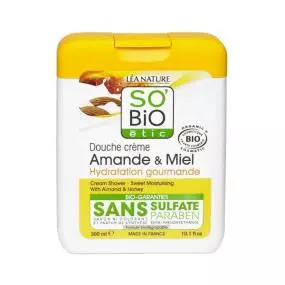 LÉA NATURE
SO'
BiO
étic
Douche crème
Amande & Miel
Hydratation gourmande
Cream Shower - Sweet Moisturising
With Almond & Honey
BIO-GARANTIES
SANS SULFATE
PARABEN
BIO
300 ml e MADE IN FRANCE 10.1 fl.oz